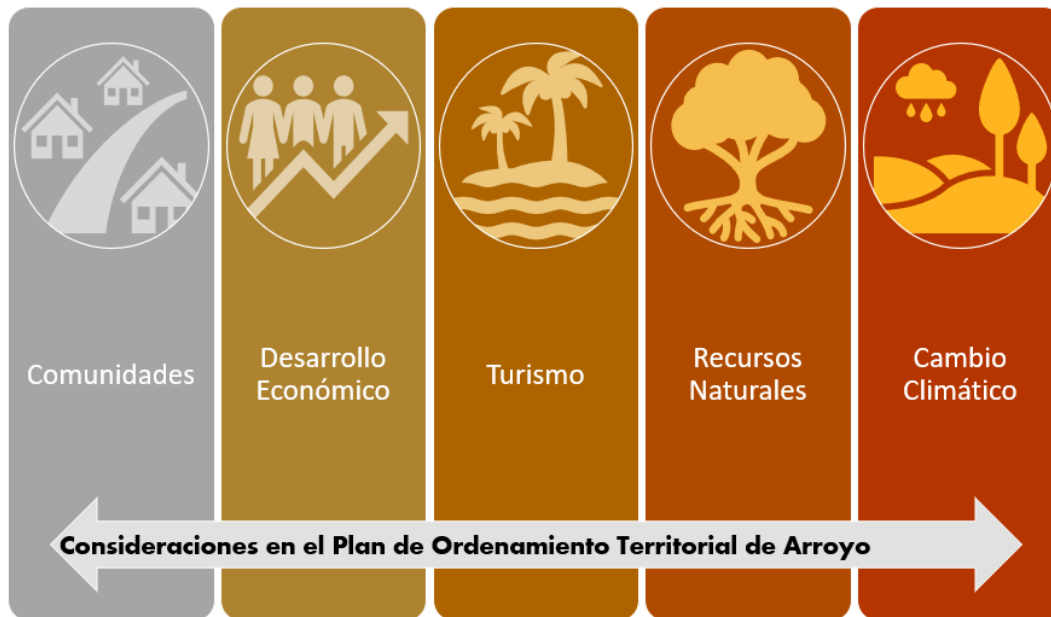 Comunidades
Desarrollo
Económico
Turismo
Recursos
Naturales
Cambio
Climático
Consideraciones en el Plan de Ordenamiento Territorial de Arroyo